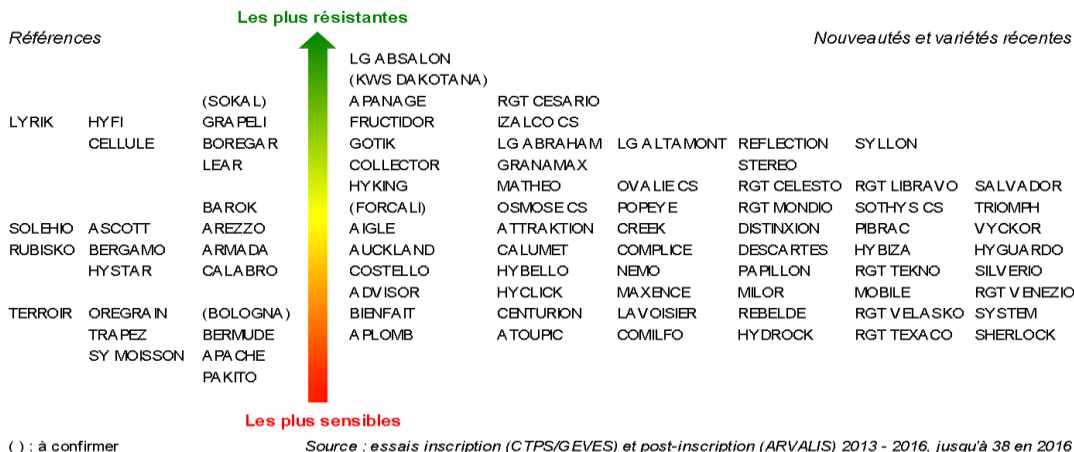 Les plus résistantes
Références Nouveautés et variétés récentes
LG ABSALON
(KWS DAKOTANA)
(SOKAL) APANAGE RGT CESARIO
LYRIK HYFI GRAPELI FRUCTIDOR IZALCO CS
CELLULE BOREGAR GOTIK LG ABRAHAM LG ALTAMONT REFLECTION SYLLON
LEAR COLLECTOR GRANAMAX STEREO
HYKING MATHEO OVALIE CS RGT CELESTO RGT LIBRAVO SALVADOR
BAROK (FORCALI) OSMOSE CS POPEYE RGT MONDIO SOTHYS CS TRIOMPH
SOLEHIO ASCOTT AREZZO AIGLE ATTRAKTION CREEK DISTINXION PIBRAC VYCKOR
RUBISKO BERGAMO ARMADA AUCKLAND CALUMET COMPLICE DESCARTES HYBIZA HYGUARDO
HYSTAR CALABRO COSTELLO HYBELLO NEMO PAPILLON RGT TEKNO SILVERIO
ADVISOR HYCLICK MAXENCE MILOR MOBILE RGT VENEZIO
TERROIR OREGRAIN (BOLOGNA) BIENFAIT CENTURION LAVOISIER REBELDE RGT VELASKO SYSTEM
TRAPEZ BERMUDE APLOMB ATOUPIC COMILFO HYDROCK RGT TEXACO SHERLOCK
SY MOISSON APACHE
PAKITO
Les plus sensibles
( ) : à confirmer Source : essais inscription (CTPS/GEVES) et post-inscription (ARVALIS) 2013 - 2016, jusqu'à 38 en 2016